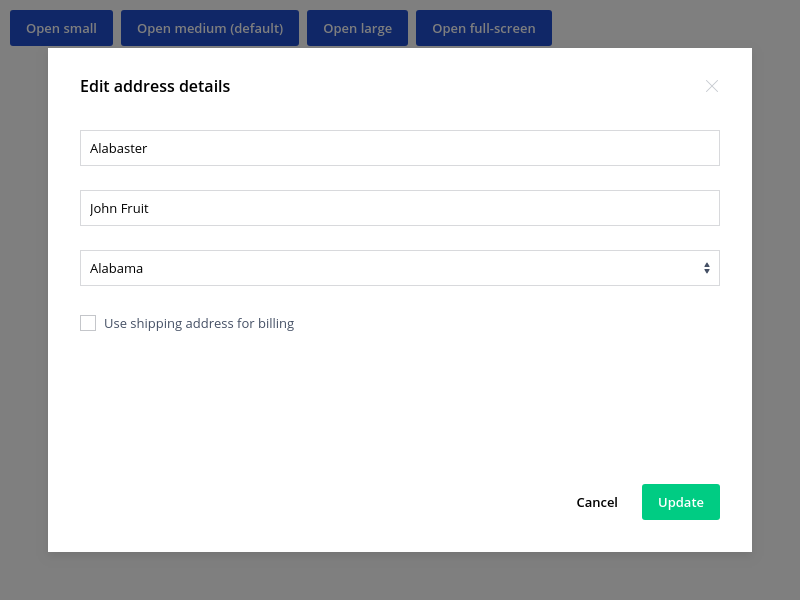 Open small Open medium (default) Open large Open full-screen
Edit address details
Alabaster
John Fruit
Alabama
Use shipping address for billing
Cancel Update